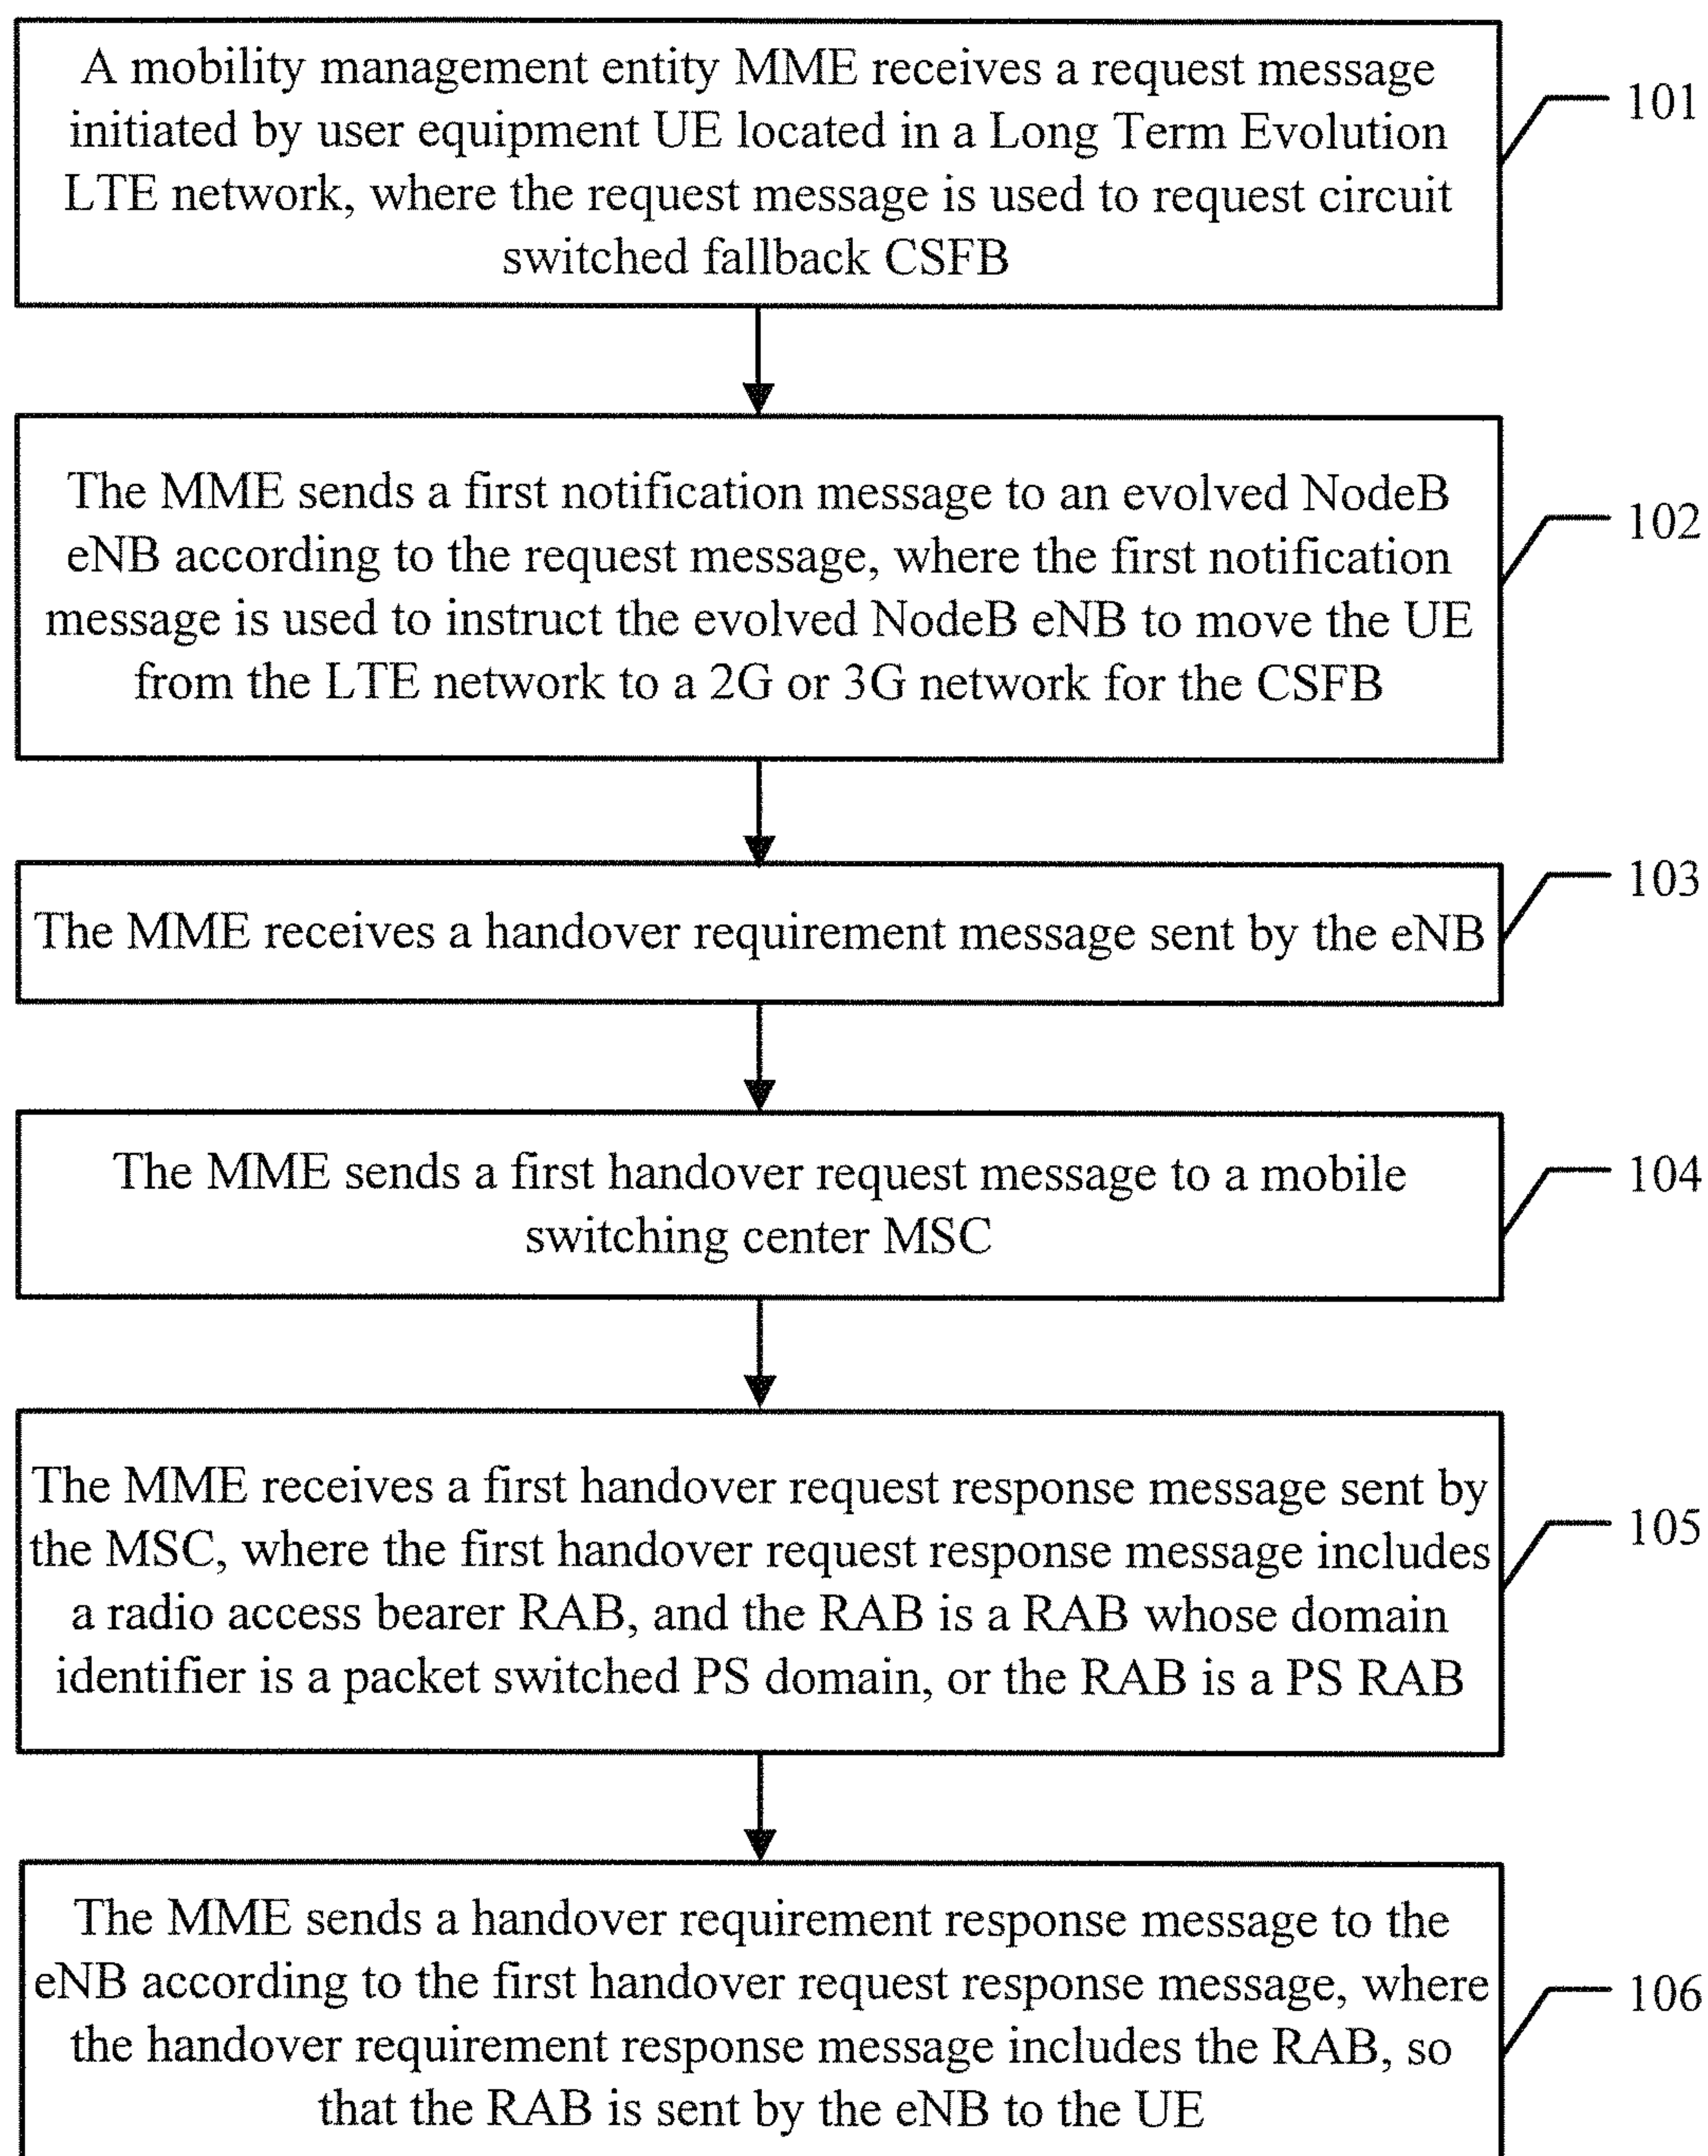 A mobility management entity MME receives a request message
initiated by user equipment UE located in a Long Term Evolution
LTE network, where the request message is used to request circuit
switched fallback CSFB
101
The MME sends a first notification message to an evolved NodeB
eNB according to the request message, where the first notification
message is used to instruct the evolved NodeB eNB to move the UE
from the LTE network to a 2G or 3G network for the CSFB
102
The MME receives a handover requirement message sent by the eNB
103
The MME sends a first handover request message to a mobile
switching center MSC
104
The MME receives a first handover request response message sent by
the MSC, where the first handover request response message includes
a radio access bearer RAB, and the RAB is a RAB whose domain
identifier is a packet switched PS domain, or the RAB is a PS RAB
105
The MME sends a handover requirement response message to the
eNB according to the first handover request response message, where
the handover requirement response message includes the RAB, so
that the RAB is sent by the eNB to the UE
106